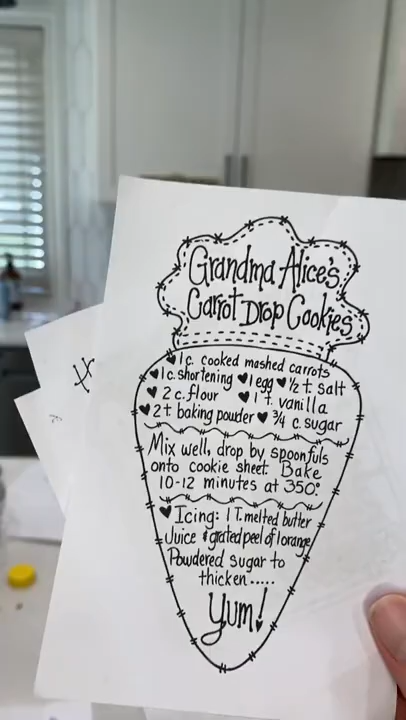 Grandma Alice's
Carrot Drop Cookies
♥ 1 c. cooked mashed carrots
♥ 1 c. shortening ♥ 1 egg ♥ ½ t. salt
♥ 2 c. flour ♥ 1 t. vanilla
♥ 2 t baking powder ♥ ¾ c. sugar
Mix well, drop by spoonfuls
onto cookie sheet. Bake
10-12 minutes at 350°.
♥ Icing: 1 T. melted butter
Juice & grated peel of 1 orange
Powdered sugar to
thicken.....
Yum!